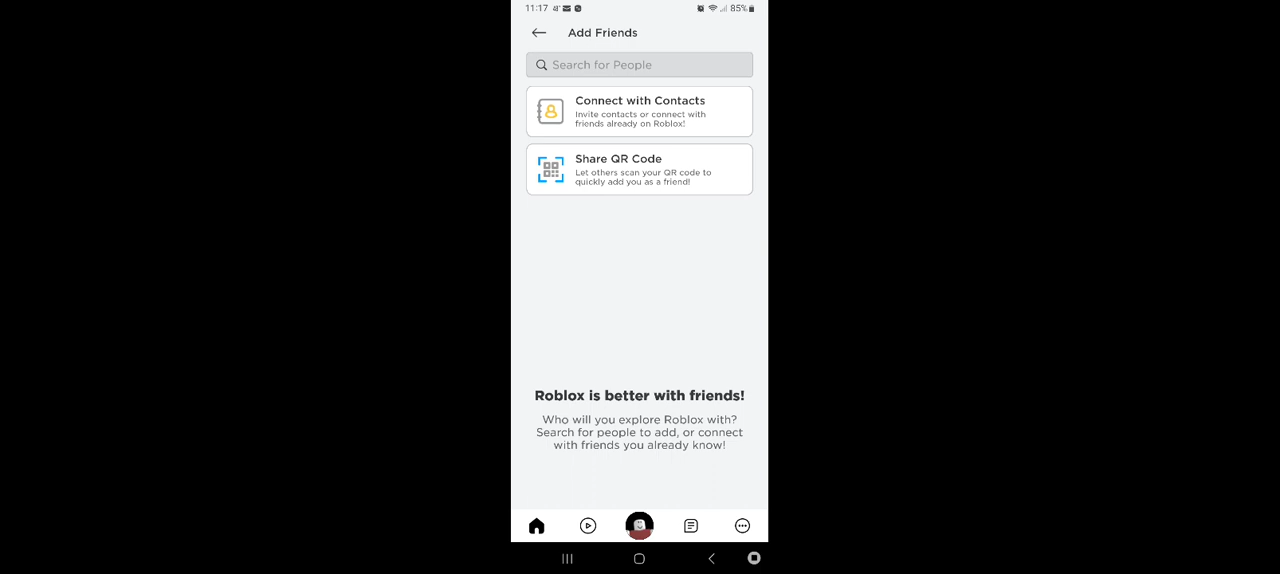 11:17
85%
Add Friends
Search for People
Connect with Contacts
Invite contacts or connect with
friends already on Roblox!
Share QR Code
Let others scan your QR code to
quickly add you as a friend!
Roblox is better with friends!
Who will you explore Roblox with?
Search for people to add, or connect
with friends you already know!